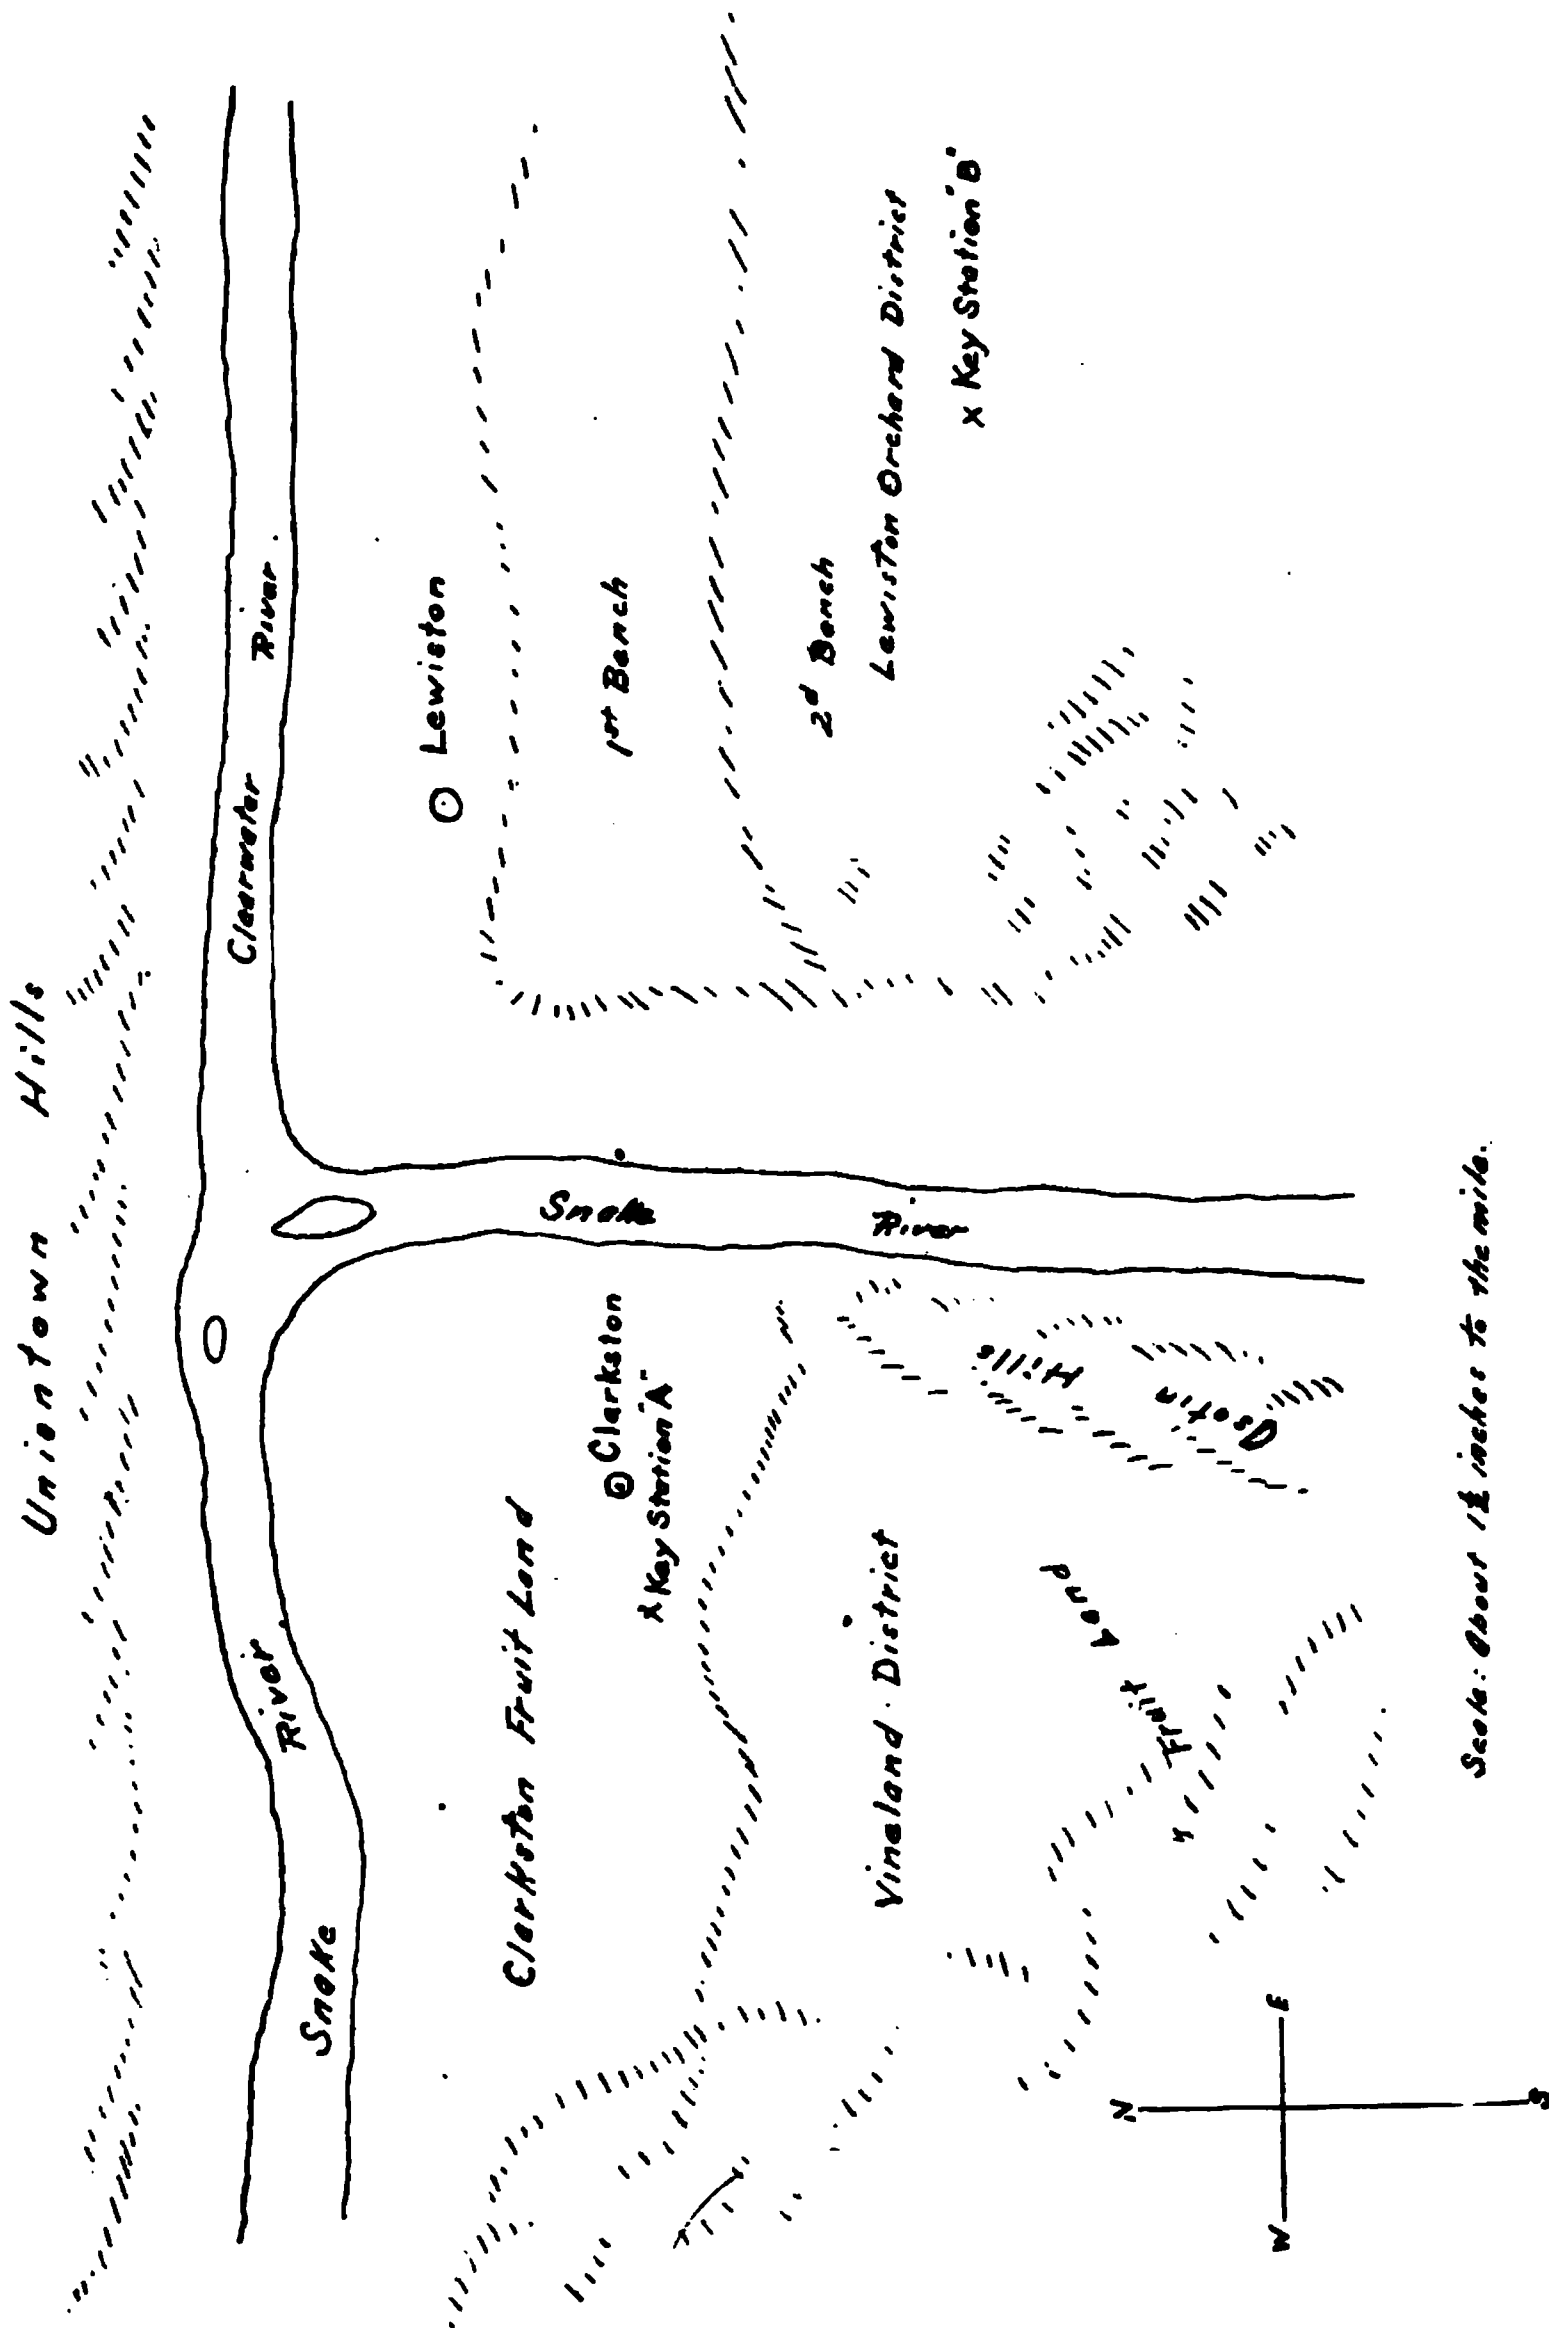 Uniontown Hills
Clearwater River
Snake River
Snake River
Lewiston
1st Bench
2d Bench
Lewiston Orchard District
x Key Station "B"
Clarkston
x Key Station "A"
Clarkston Fruit Land
Vineland District
Fruit Land
Asotin Hills
N
W E
S
Scale: About 1½ inches to the mile.